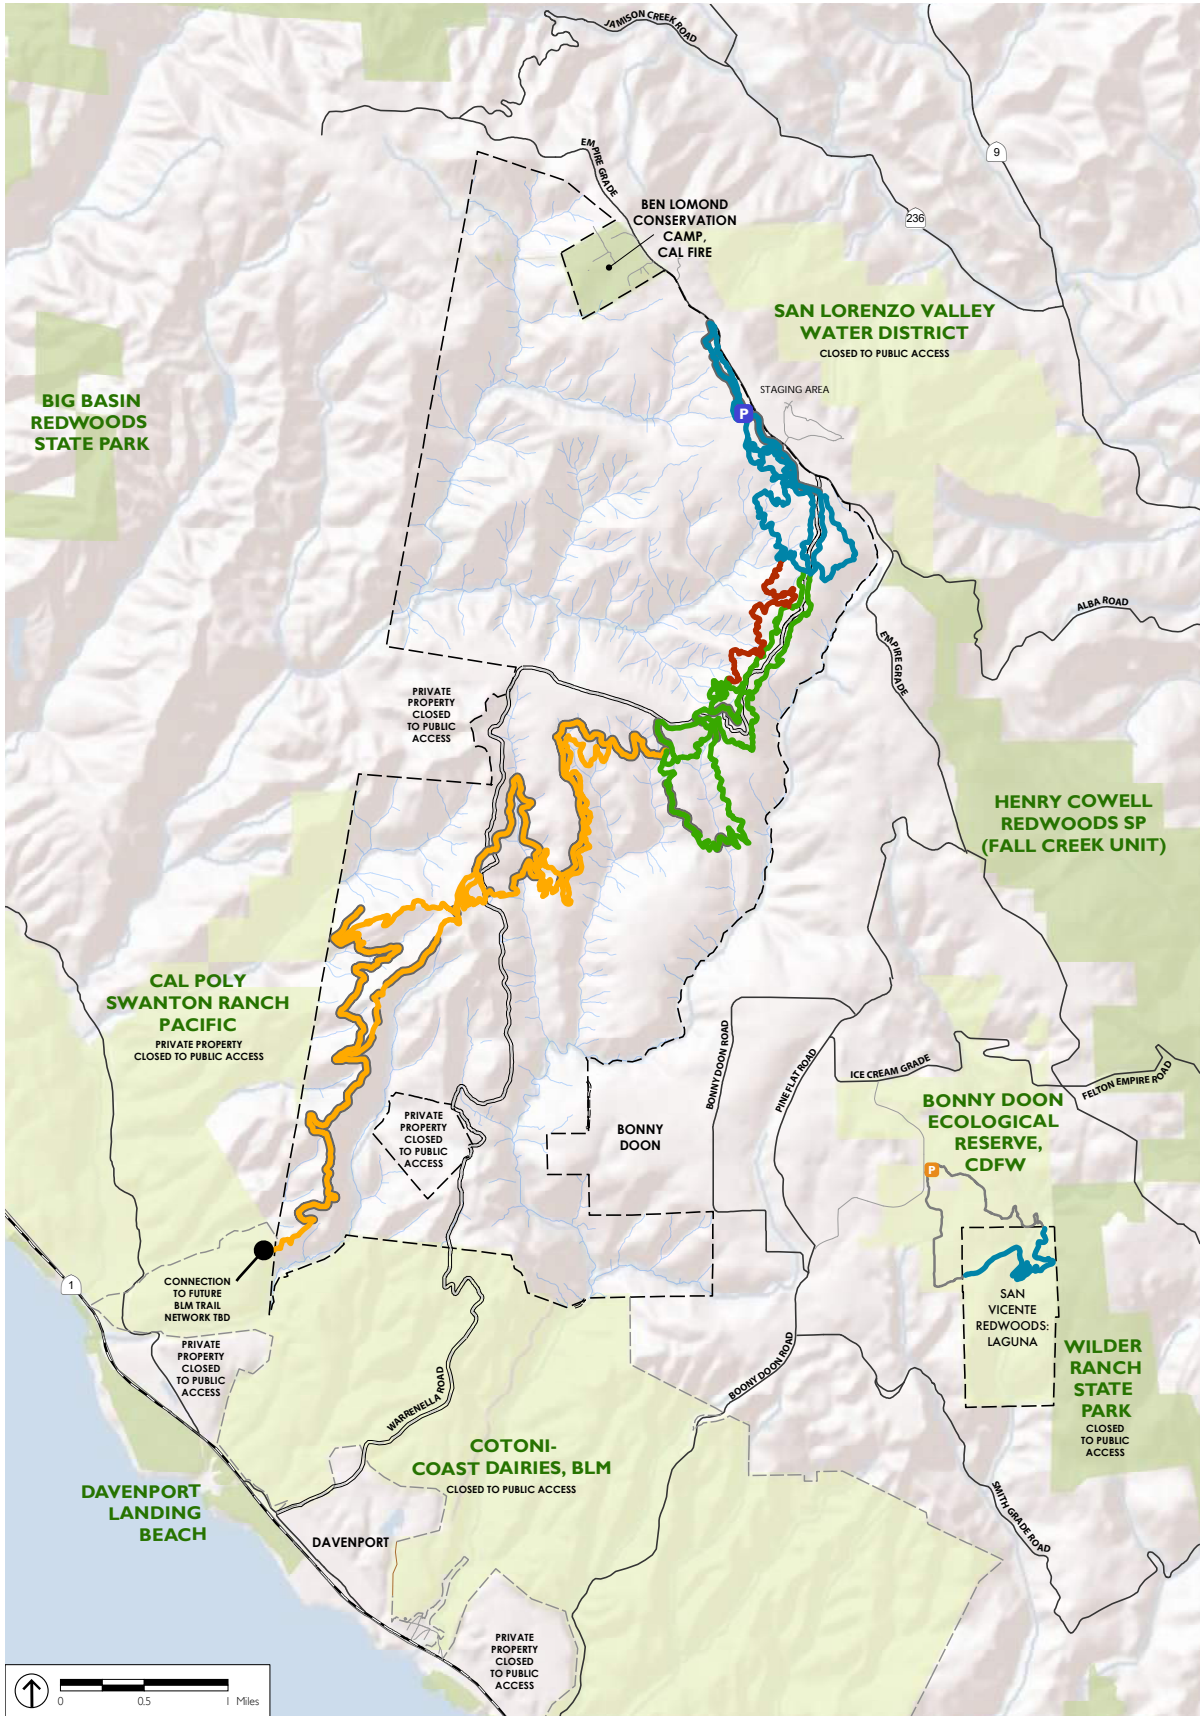 JAMISON CREEK ROAD
9
EMPIRE GRADE
BEN LOMOND
CONSERVATION
CAMP,
CAL FIRE
236
SAN LORENZO VALLEY
WATER DISTRICT
CLOSED TO PUBLIC ACCESS
STAGING AREA
P
BIG BASIN
REDWOODS
STATE PARK
ALBA ROAD
EMPIRE GRADE
PRIVATE
PROPERTY
CLOSED
TO PUBLIC
ACCESS
HENRY COWELL
REDWOODS SP
(FALL CREEK UNIT)
CAL POLY
SWANTON RANCH
PACIFIC
PRIVATE PROPERTY
CLOSED TO PUBLIC ACCESS
BONNY DOON ROAD
PINE FLAT ROAD
ICE CREAM GRADE
FELTON EMPIRE ROAD
PRIVATE
PROPERTY
CLOSED
TO PUBLIC
ACCESS
BONNY
DOON
BONNY DOON
ECOLOGICAL
RESERVE,
CDFW
P
CONNECTION
TO FUTURE
BLM TRAIL
NETWORK TBD
1
SAN
VICENTE
REDWOODS:
LAGUNA
PRIVATE
PROPERTY
CLOSED
TO PUBLIC
ACCESS
WILDER
RANCH
STATE
PARK
CLOSED
TO PUBLIC
ACCESS
BOONY DOON ROAD
WARRENELLA ROAD
COTONI-
COAST DAIRIES, BLM
CLOSED TO PUBLIC ACCESS
DAVENPORT
LANDING
BEACH
SMITH GRADE ROAD
DAVENPORT
PRIVATE
PROPERTY
CLOSED
TO PUBLIC
ACCESS
0 0.5 1 Miles